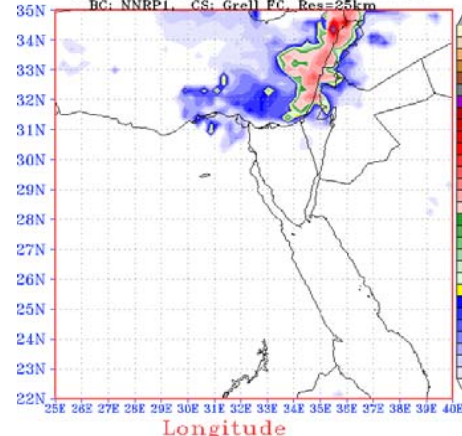 BC: NNRP1, CS: Grell FC, Res=25km
35N
34N
33N
32N
31N
30N
29N
28N
27N
26N
25N
24N
23N
22N
25E 26E 27E 28E 29E 30E 31E 32E 33E 34E 35E 36E 37E 38E 39E 40E
Longitude